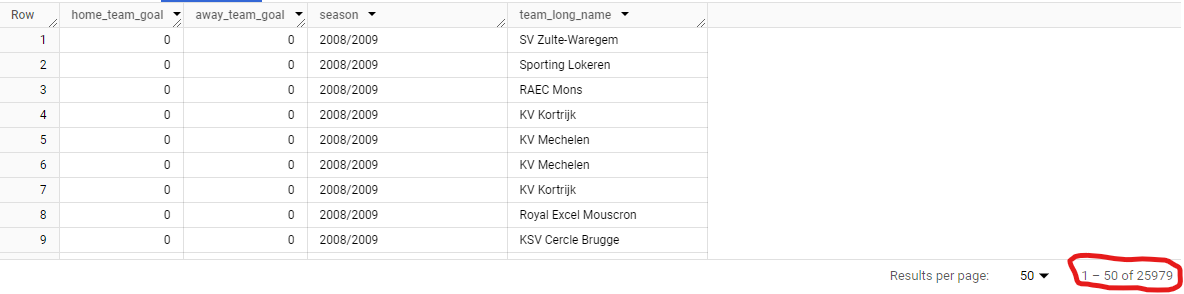 Row home_team_goal away_team_goal season team_long_name
1 0 0 2008/2009 SV Zulte-Waregem
2 0 0 2008/2009 Sporting Lokeren
3 0 0 2008/2009 RAEC Mons
4 0 0 2008/2009 KV Kortrijk
5 0 0 2008/2009 KV Mechelen
6 0 0 2008/2009 KV Mechelen
7 0 0 2008/2009 KV Kortrijk
8 0 0 2008/2009 Royal Excel Mouscron
9 0 0 2008/2009 KSV Cercle Brugge
Results per page: 50 1 – 50 of 25979